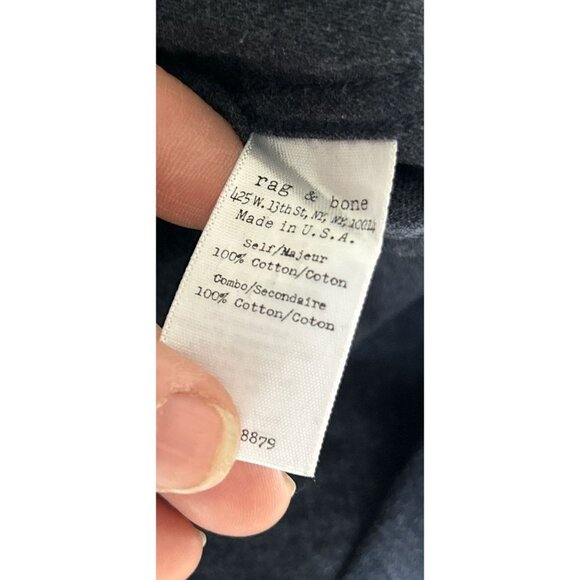 rag & bone
425 W. 13th St, NY, NY, 10014
Made in U.S.A.
Self/Majeur
100% Cotton/Coton
Combo/Secondaire
100% Cotton/Coton
8879